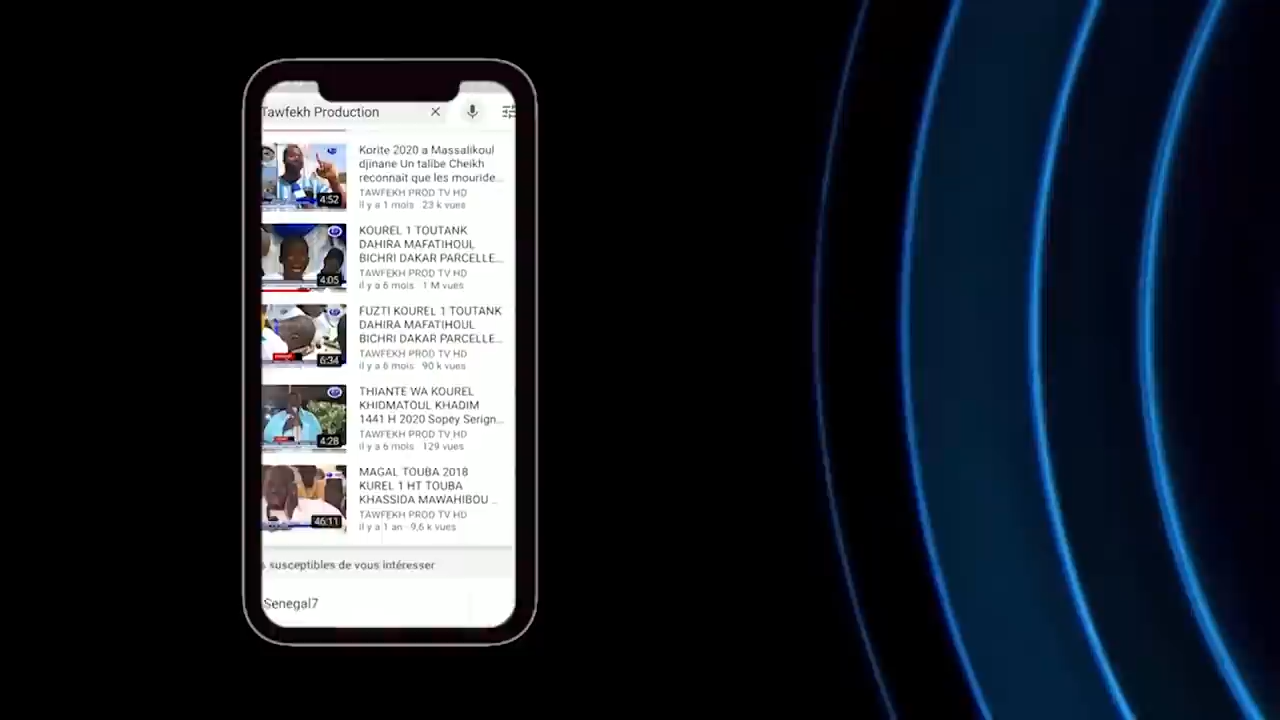 Tawfekh Production
Korite 2020 a Massalikoul
djinane Un talibe Cheikh
reconnait que les mouride...
TAWFEKH PROD TV HD
il y a 1 mois · 23 k vues
4:52
KOUREL 1 TOUTANK
DAHIRA MAFATIHOUL
BICHRI DAKAR PARCELLE...
TAWFEKH PROD TV HD
il y a 6 mois · 1 M vues
4:05
FUZTI KOUREL 1 TOUTANK
DAHIRA MAFATIHOUL
BICHRI DAKAR PARCELLE...
TAWFEKH PROD TV HD
il y a 6 mois · 90 k vues
6:34
THIANTE WA KOUREL
KHIDMATOUL KHADIM
1441 H 2020 Sopey Serign...
TAWFEKH PROD TV HD
il y a 6 mois · 129 vues
4:28
MAGAL TOUBA 2018
KUREL 1 HT TOUBA
KHASSIDA MAWAHIBOU ...
TAWFEKH PROD TV HD
il y a 1 an · 9,6 k vues
46:11
susceptibles de vous intéresser
Senegal7